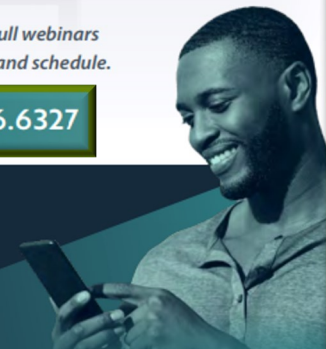 ull webinars
and schedule.
6.6327